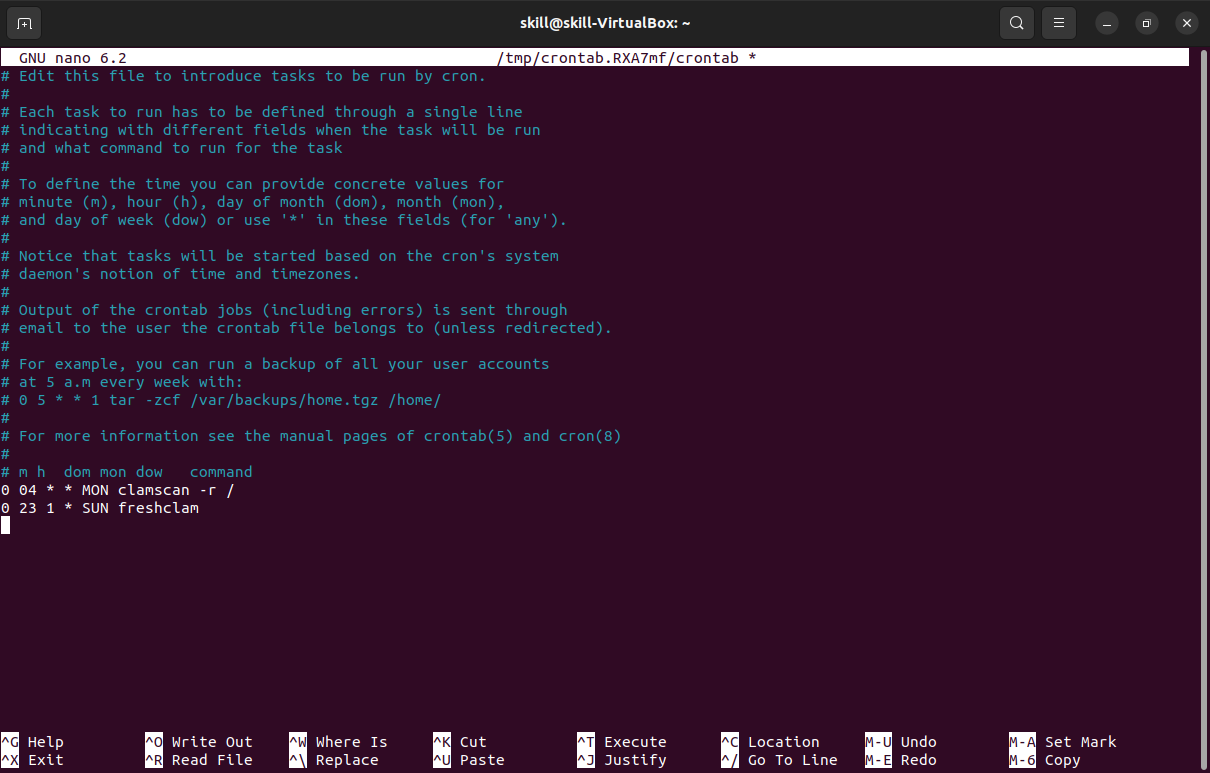 skill@skill-VirtualBox: ~
GNU nano 6.2 /tmp/crontab.RXA7mf/crontab *
# Edit this file to introduce tasks to be run by cron.
#
# Each task to run has to be defined through a single line
# indicating with different fields when the task will be run
# and what command to run for the task
#
# To define the time you can provide concrete values for
# minute (m), hour (h), day of month (dom), month (mon),
# and day of week (dow) or use '*' in these fields (for 'any').
#
# Notice that tasks will be started based on the cron's system
# daemon's notion of time and timezones.
#
# Output of the crontab jobs (including errors) is sent through
# email to the user the crontab file belongs to (unless redirected).
#
# For example, you can run a backup of all your user accounts
# at 5 a.m every week with:
# 0 5 * * 1 tar -zcf /var/backups/home.tgz /home/
#
# For more information see the manual pages of crontab(5) and cron(8)
#
# m h  dom mon dow   command
0 04 * * MON clamscan -r /
0 23 1 * SUN freshclam
^G Help ^O Write Out ^W Where Is ^K Cut ^T Execute ^C Location M-U Undo M-A Set Mark
^X Exit ^R Read File ^\ Replace ^U Paste ^J Justify ^/ Go To Line M-E Redo M-6 Copy